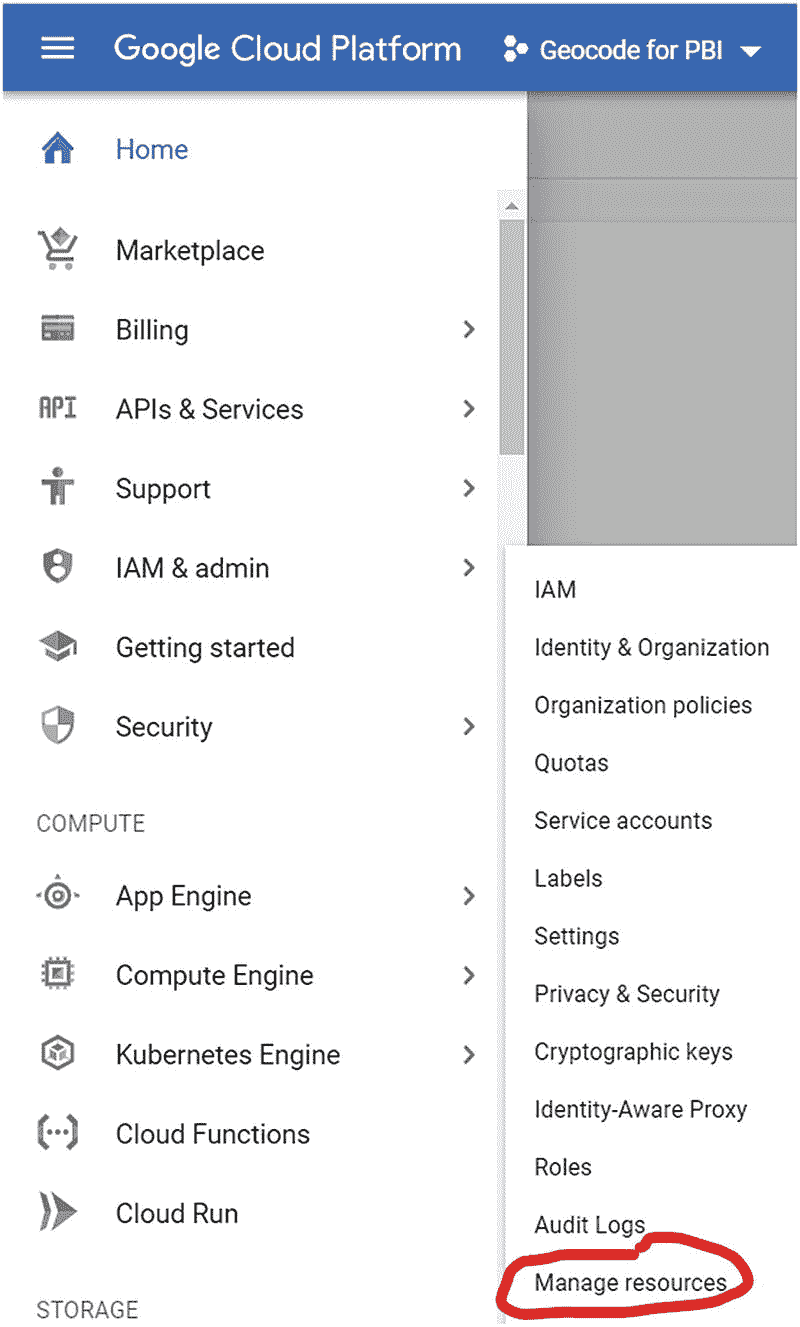 Google Cloud Platform Geocode for PBI
Home
Marketplace
Billing
API APIs & Services
Support
IAM & admin
Getting started
Security
COMPUTE
App Engine
Compute Engine
Kubernetes Engine
Cloud Functions
Cloud Run
STORAGE
IAM
Identity & Organization
Organization policies
Quotas
Service accounts
Labels
Settings
Privacy & Security
Cryptographic keys
Identity-Aware Proxy
Roles
Audit Logs
Manage resources